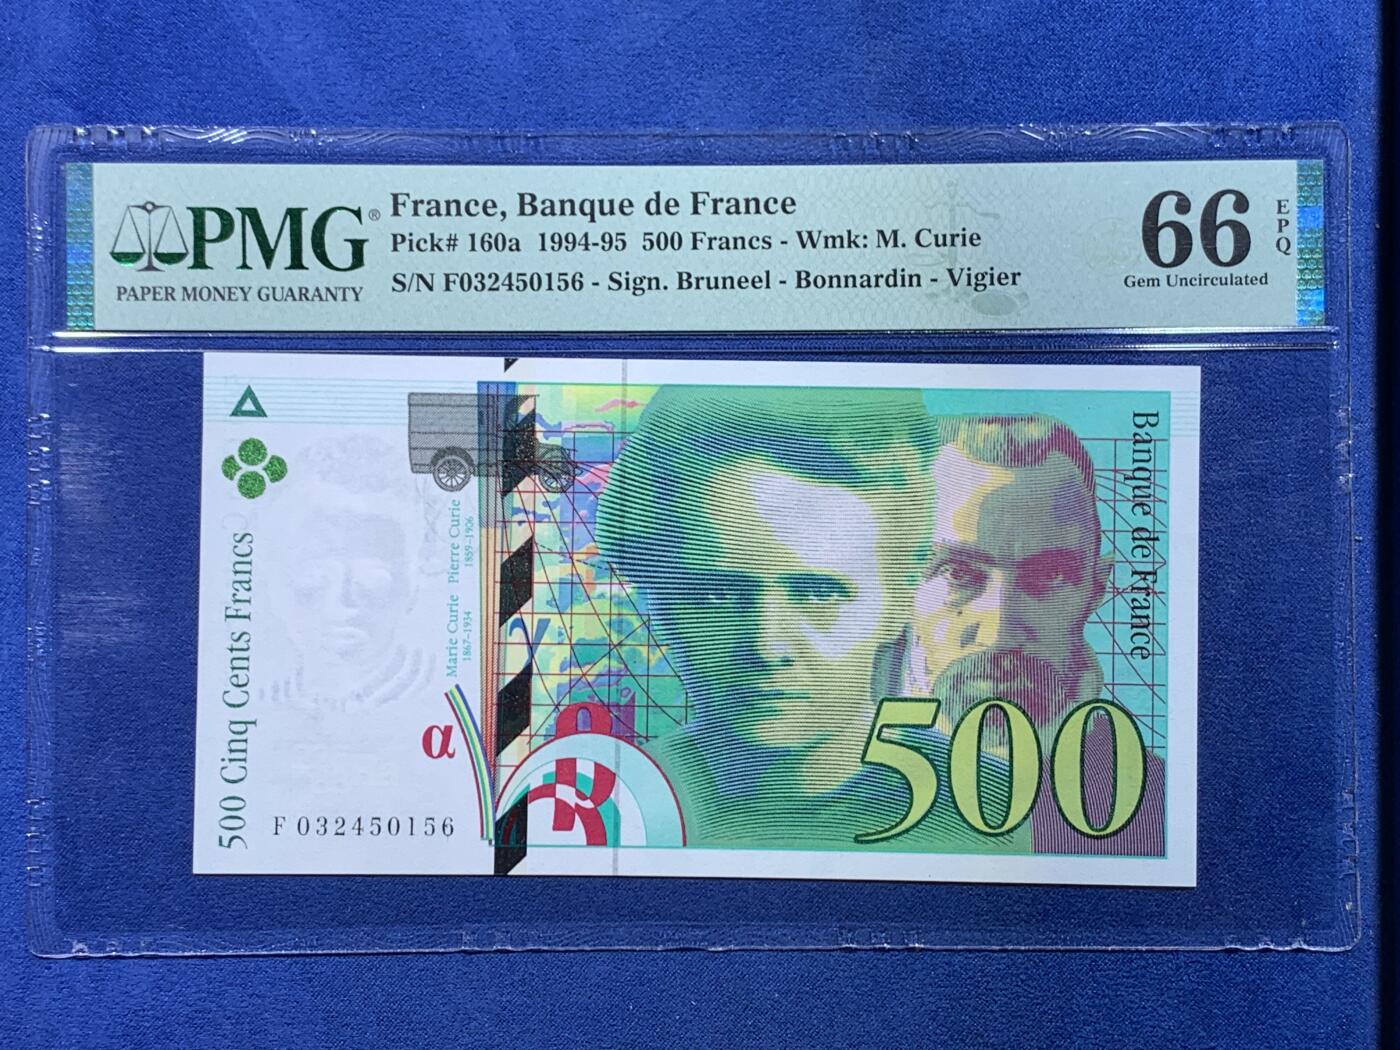 PMG®
PAPER MONEY GUARANTY
France, Banque de France
Pick# 160a 1994-95 500 Francs - Wmk: M. Curie
S/N F032450156 - Sign. Bruneel - Bonnardin - Vigier
66
EPQ
Gem Uncirculated
500 Cinq Cents Francs
Marie Curie Pierre Curie
1867-1934 1859-1906
α
γ
F 032450156
Banque de France
500